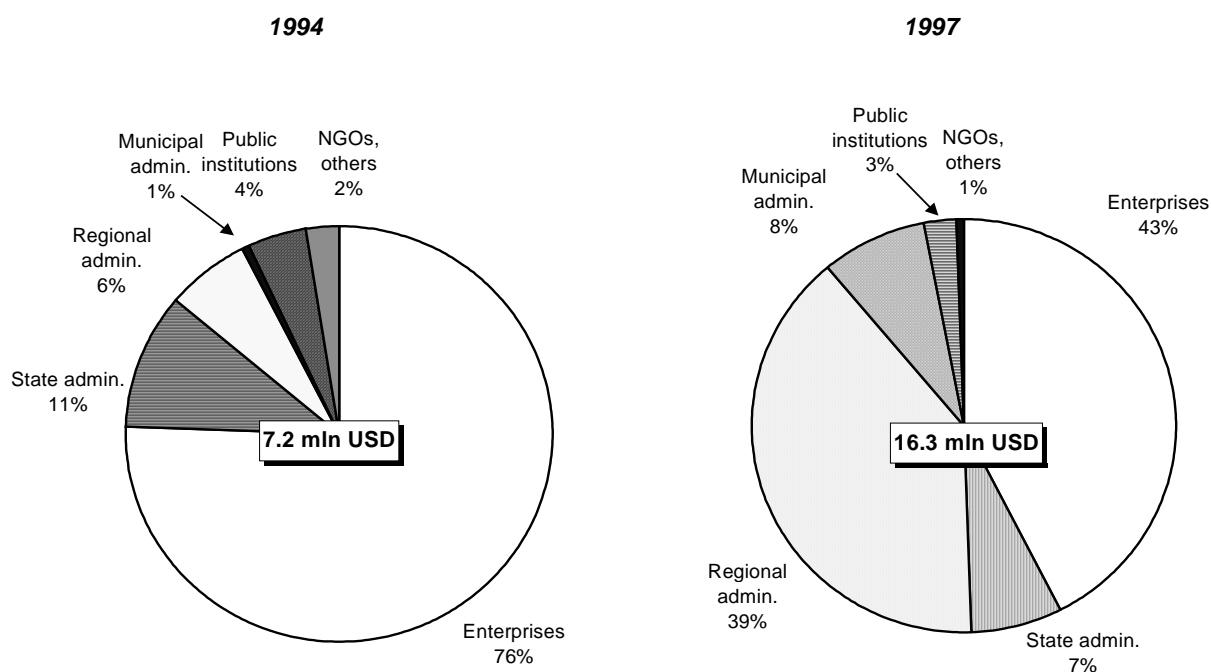 1994
Municipal
admin.
1%
Public
institutions
4%
NGOs,
others
2%
Regional
admin.
6%
State admin.
11%
7.2 mln USD
Enterprises
76%
1997
Public
institutions
3%
NGOs,
others
1%
Municipal
admin.
8%
Enterprises
43%
16.3 mln USD
Regional
admin.
39%
State admin.
7%